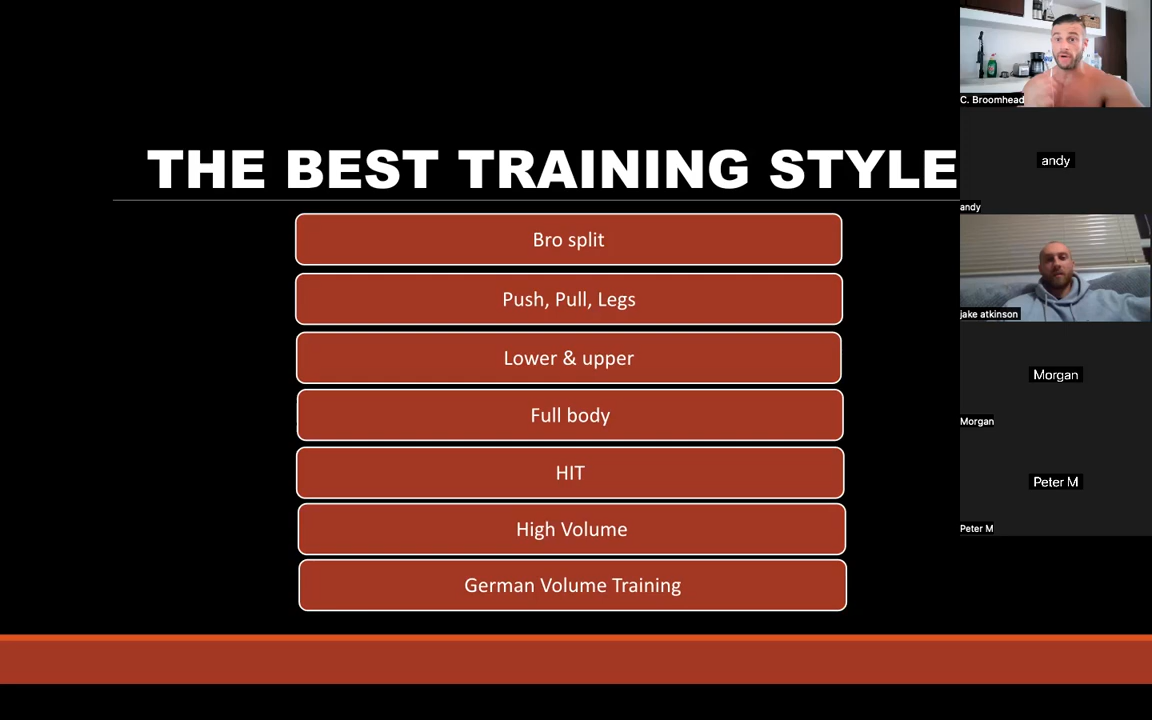 THE BEST TRAINING STYLE
Bro split
Push, Pull, Legs
Lower & upper
Full body
HIT
High Volume
German Volume Training
C. Broomhead
andy
andy
jake atkinson
Morgan
Morgan
Peter M
Peter M